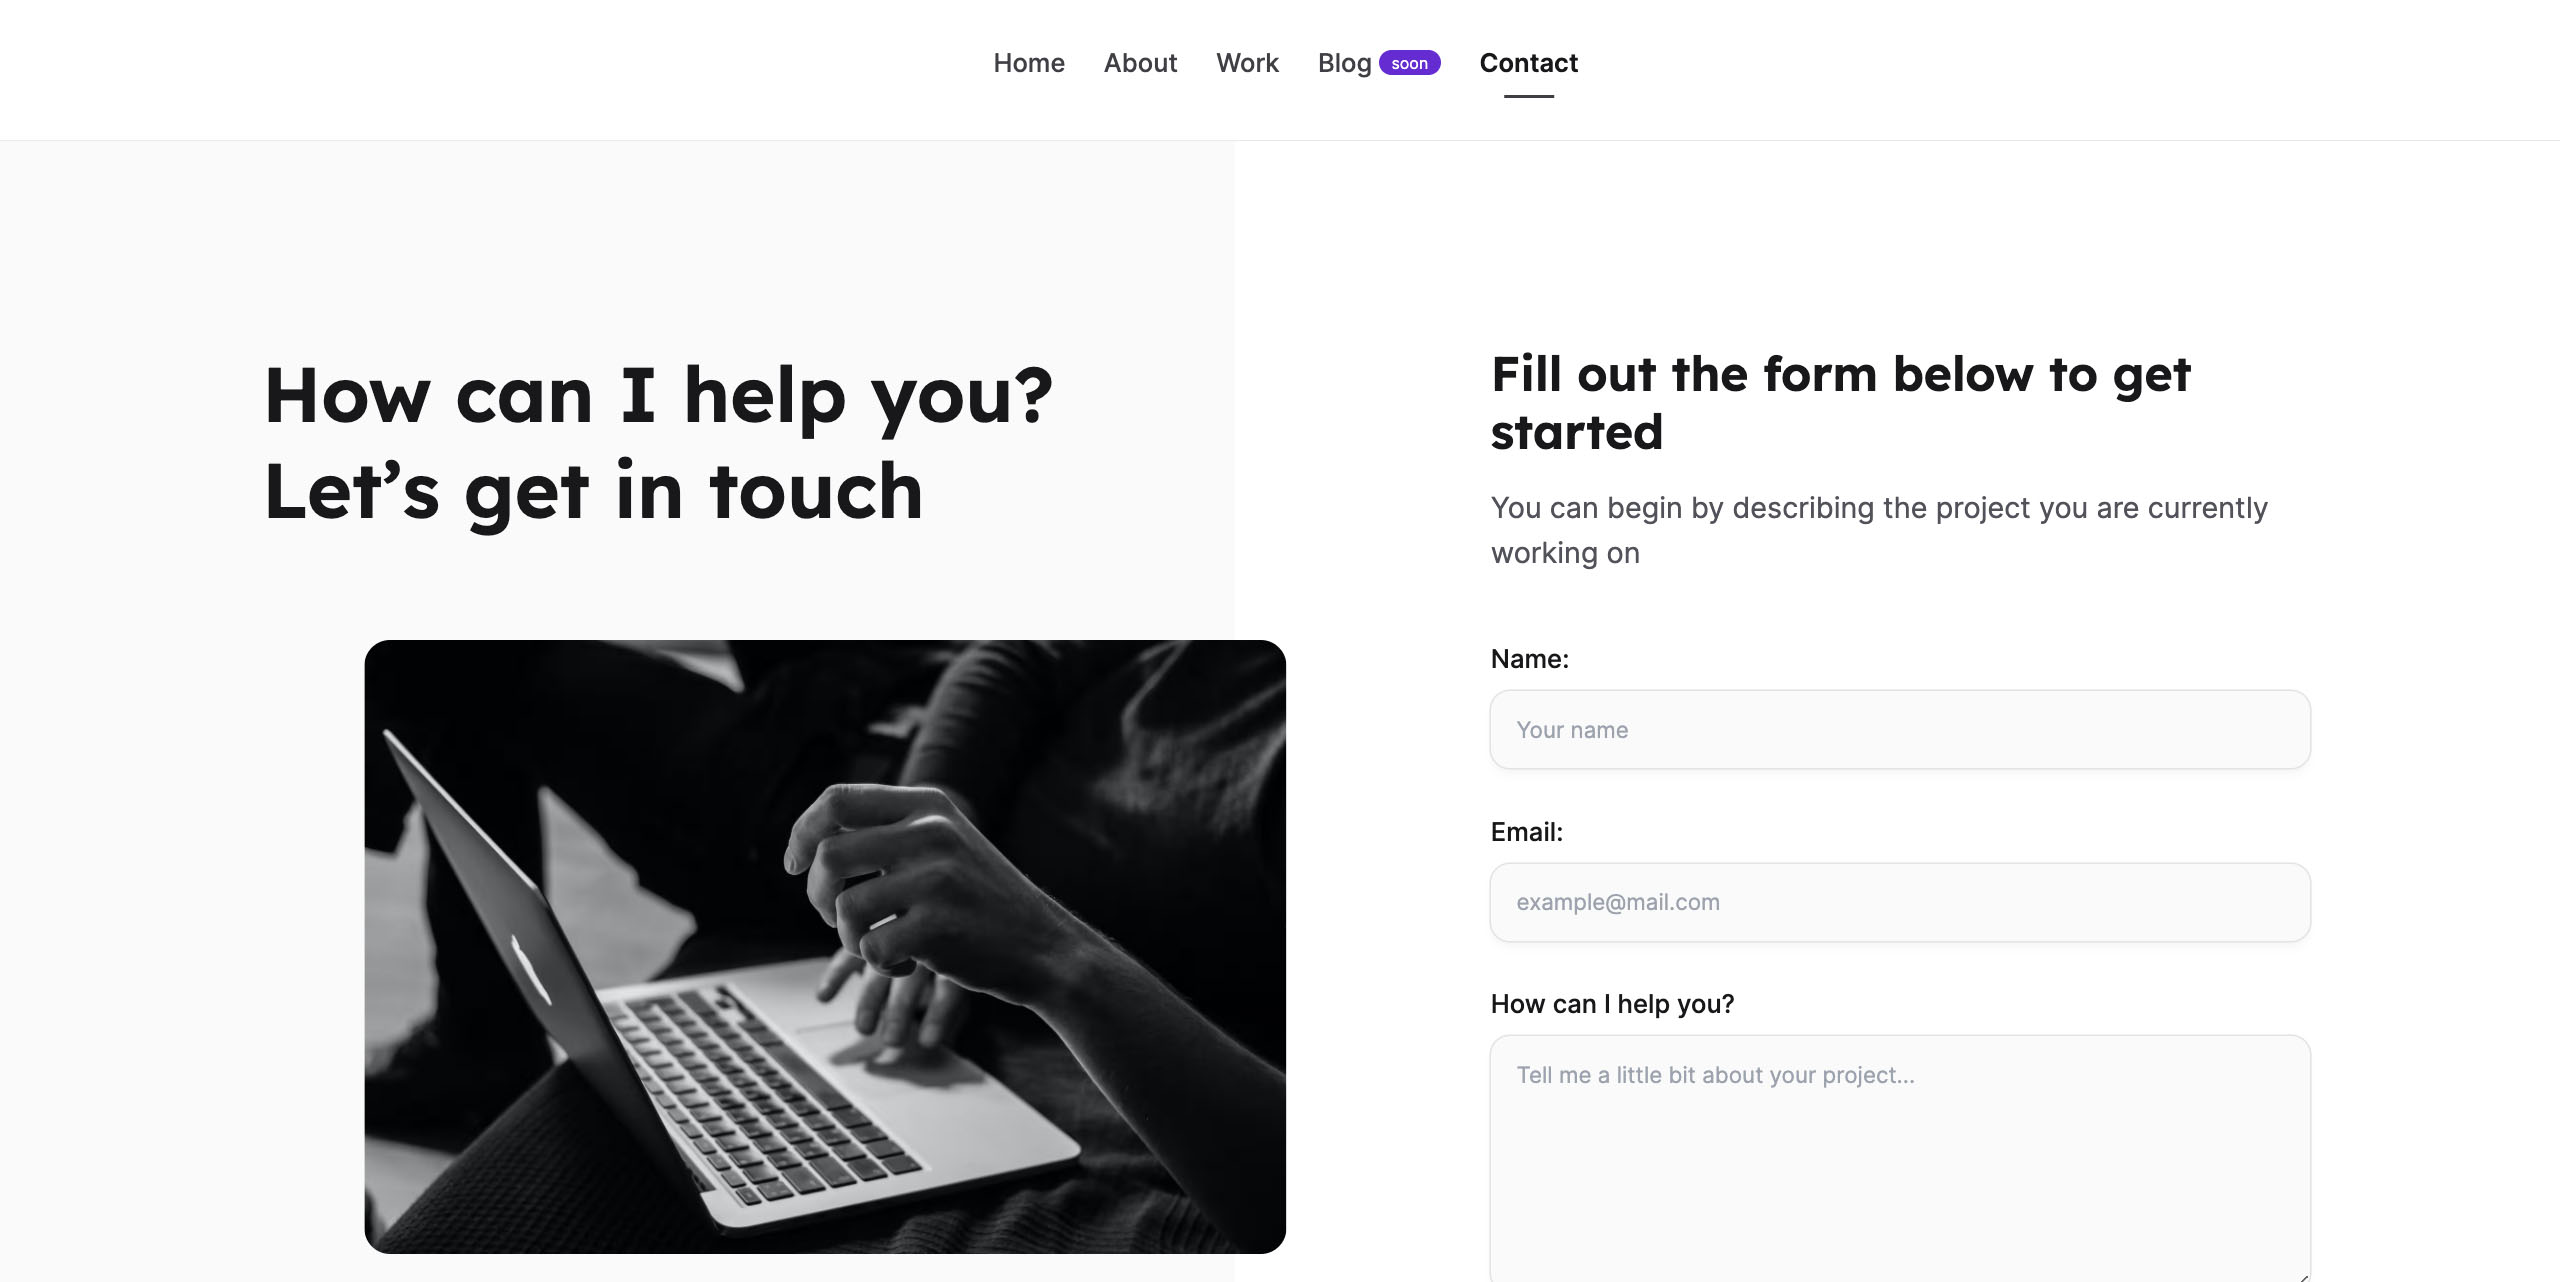 Home About Work Blog soon Contact
How can I help you?
Let’s get in touch
Fill out the form below to get
started
You can begin by describing the project you are currently
working on
Name:
Your name
Email:
example@mail.com
How can I help you?
Tell me a little bit about your project...